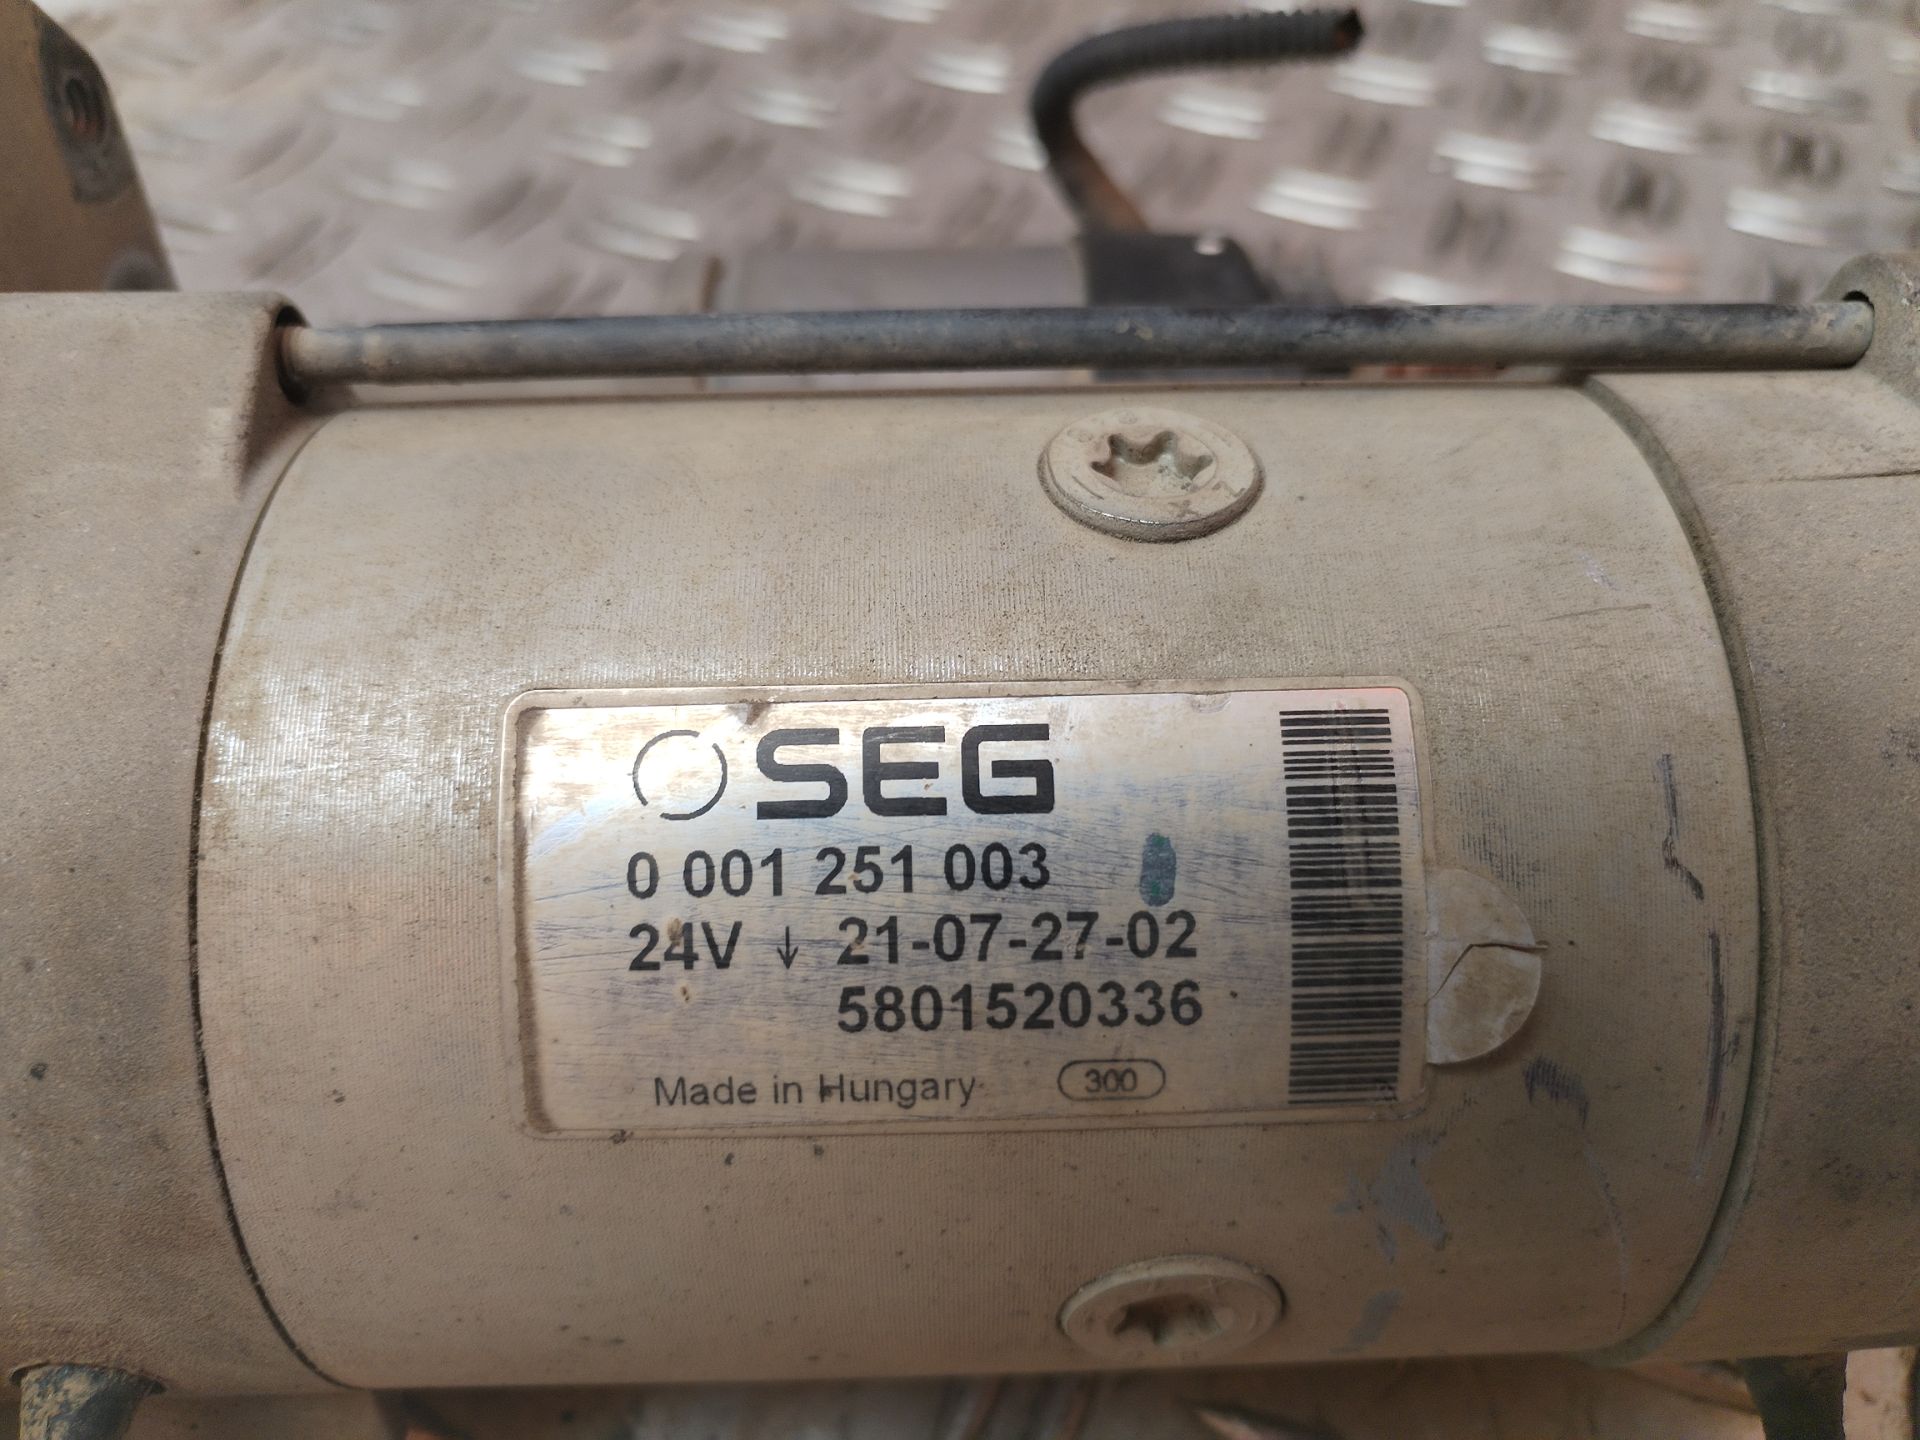 SEG
0 001 251 003
24V ↓ 21-07-27-02
5801520336
Made in Hungary 300